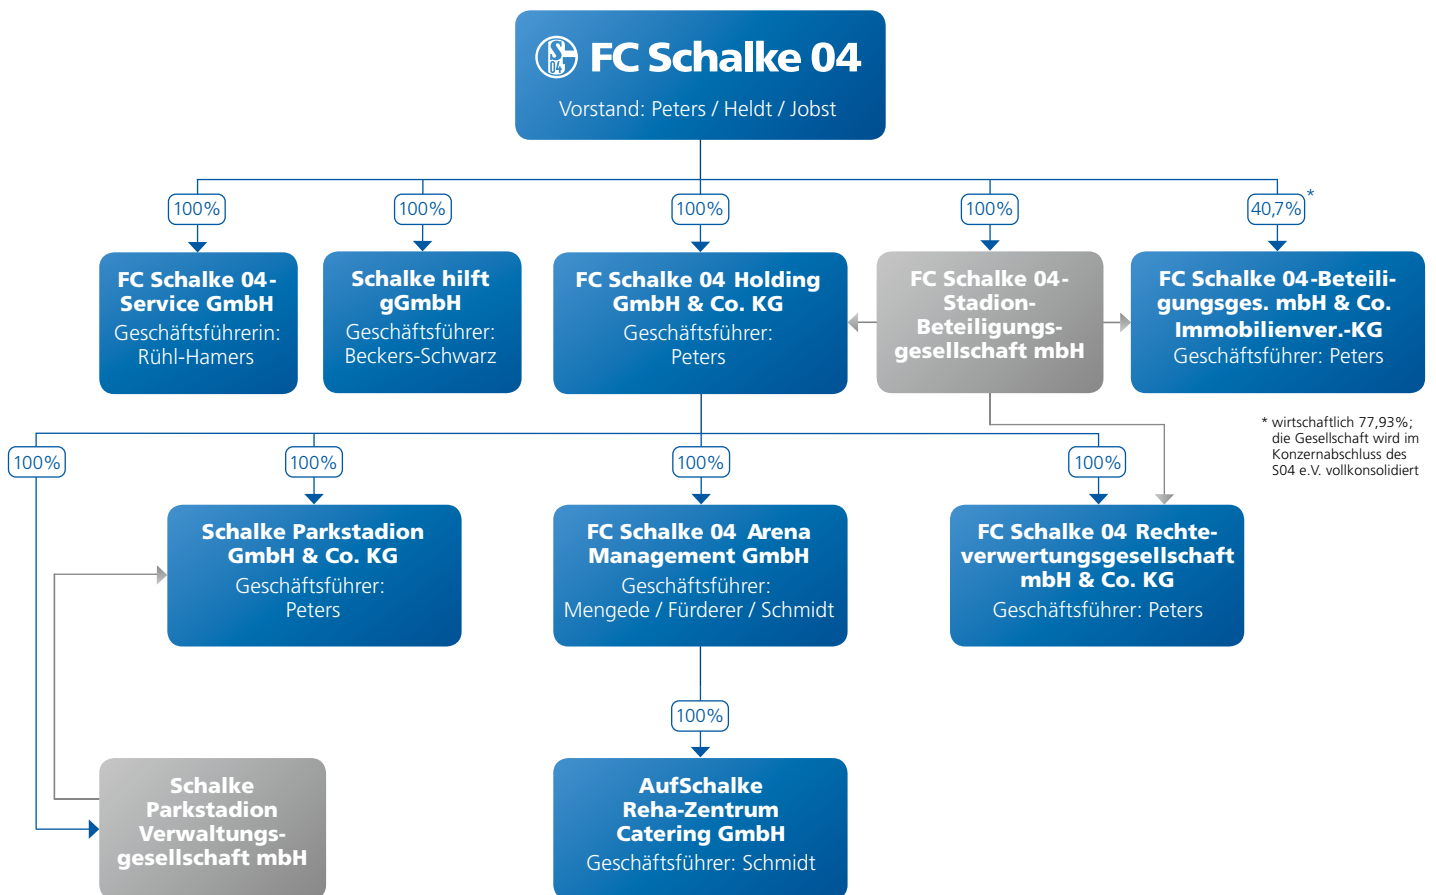 FC Schalke 04
Vorstand: Peters / Heldt / Jobst
100%
100%
100%
100%
40,7%
*
FC Schalke 04-
Service GmbH
Geschäftsführerin:
Rühl-Hamers
Schalke hilft
gGmbH
Geschäftsführer:
Beckers-Schwarz
FC Schalke 04 Holding
GmbH & Co. KG
Geschäftsführer:
Peters
FC Schalke 04-
Stadion-
Beteiligungs-
gesellschaft mbH
FC Schalke 04-Beteili-
gungsges. mbH & Co.
Immobilienver.-KG
Geschäftsführer: Peters
* wirtschaftlich 77,93%;
die Gesellschaft wird im
Konzernabschluss des
S04 e.V. vollkonsolidiert
100%
100%
100%
100%
Schalke Parkstadion
GmbH & Co. KG
Geschäftsführer:
Peters
FC Schalke 04 Arena
Management GmbH
Geschäftsführer:
Mengede / Fürderer / Schmidt
FC Schalke 04 Rechte-
verwertungsgesellschaft
mbH & Co. KG
Geschäftsführer: Peters
100%
Schalke
Parkstadion
Verwaltungs-
gesellschaft mbH
AufSchalke
Reha-Zentrum
Catering GmbH
Geschäftsführer: Schmidt